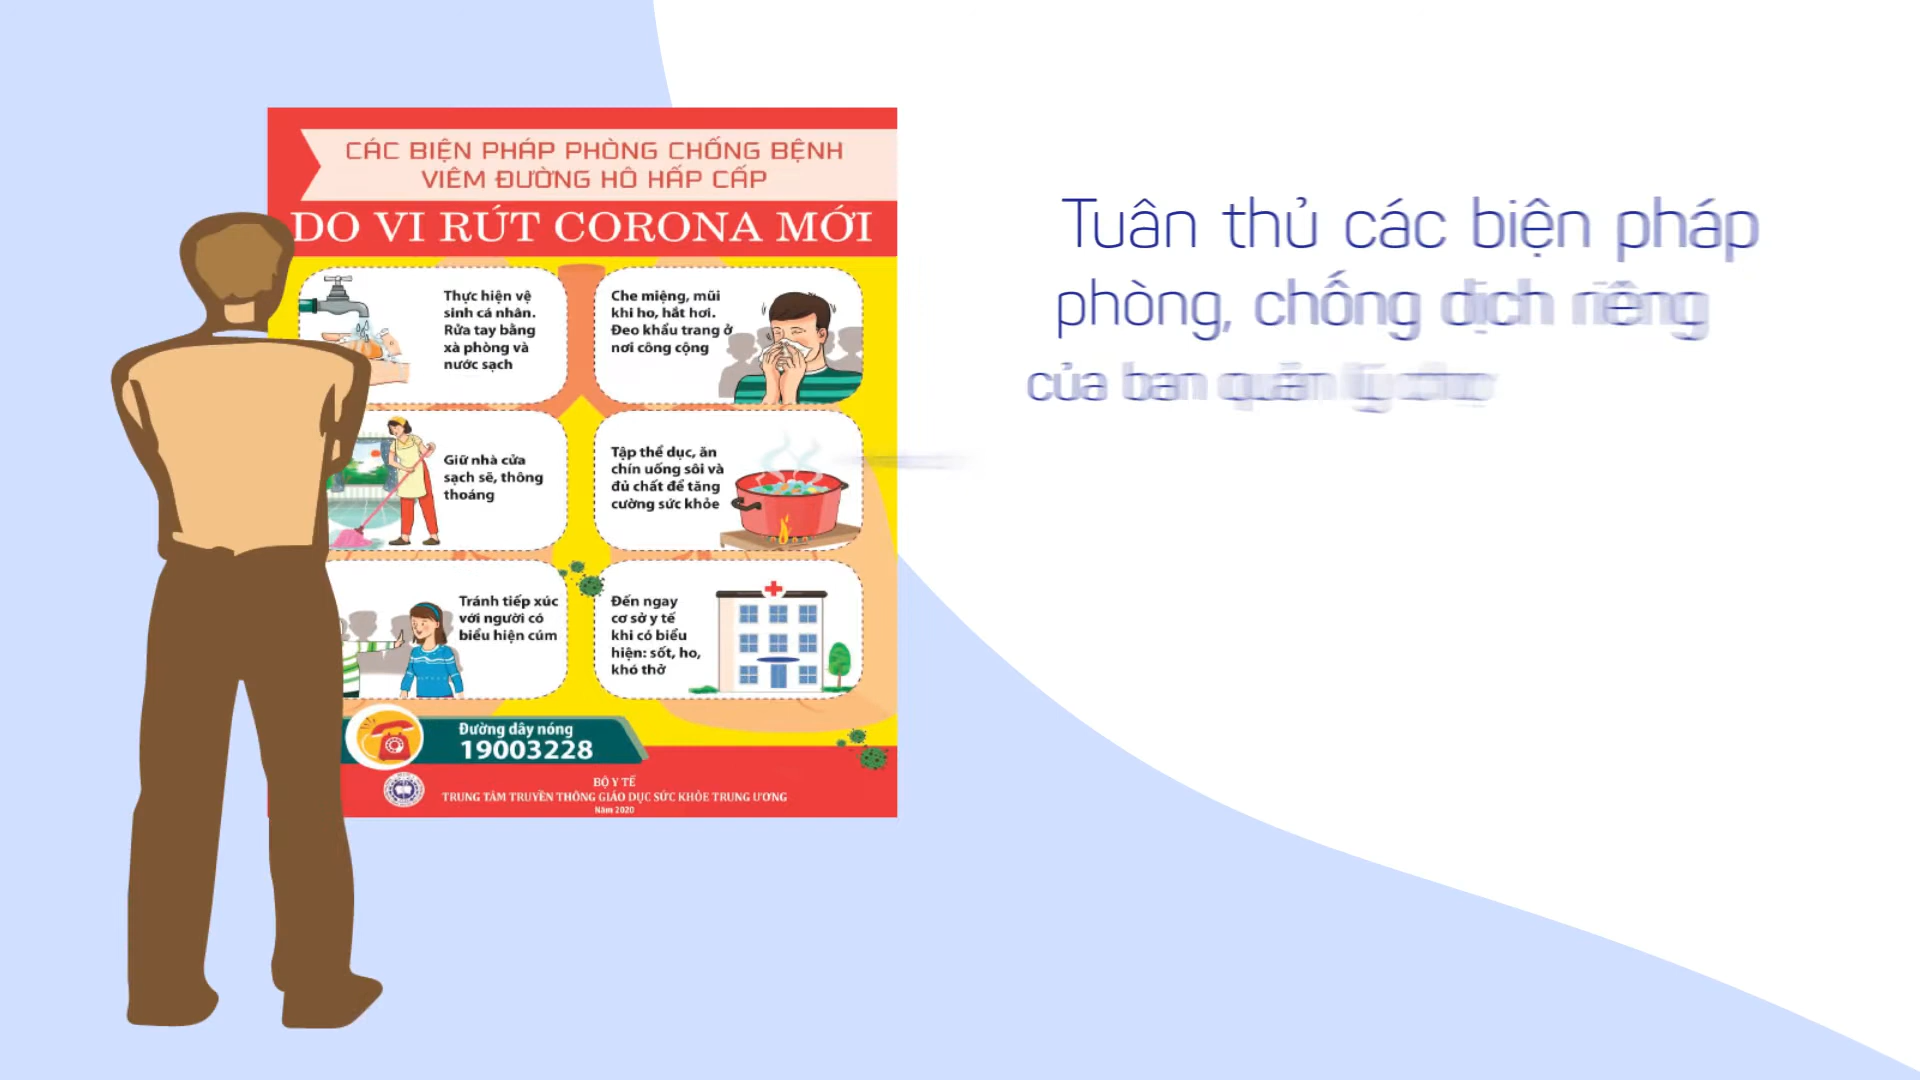 CÁC BIỆN PHÁP PHÒNG CHỐNG BỆNH
VIÊM ĐƯỜNG HÔ HẤP CẤP
DO VI RÚT CORONA MỚI
Thực hiện vệ
sinh cá nhân.
Rửa tay bằng
xà phòng và
nước sạch
Che miệng, mũi
khi ho, hắt hơi.
Đeo khẩu trang ở
nơi công cộng
Giữ nhà cửa
sạch sẽ, thông
thoáng
Tập thể dục, ăn
chín uống sôi và
đủ chất để tăng
cường sức khỏe
Tránh tiếp xúc
với người có
biểu hiện cúm
Đến ngay
cơ sở y tế
khi có biểu
hiện: sốt, ho,
khó thở
Đường dây nóng
19003228
BỘ Y TẾ
TRUNG TÂM TRUYỀN THÔNG GIÁO DỤC SỨC KHỎE TRUNG ƯƠNG
Năm 2020
Tuân thủ các biện pháp
phòng, chống dịch riêng
của ban quản lý